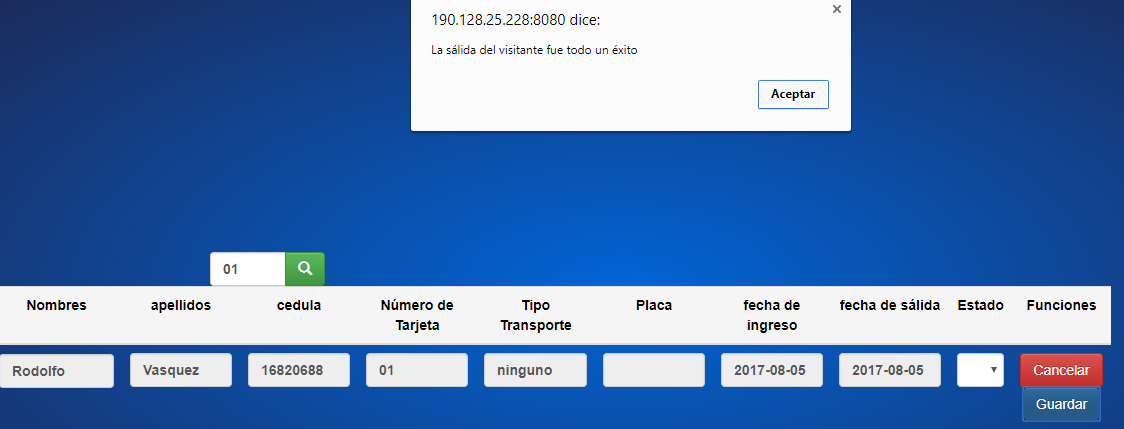 190.128.25.228:8080 dice:
La sálida del visitante fue todo un éxito
Aceptar
01
Nombres apellidos cedula Número de Tarjeta Tipo Transporte Placa fecha de ingreso fecha de sálida Estado Funciones
Rodolfo Vasquez 16820688 01 ninguno 2017-08-05 2017-08-05 Cancelar
Guardar